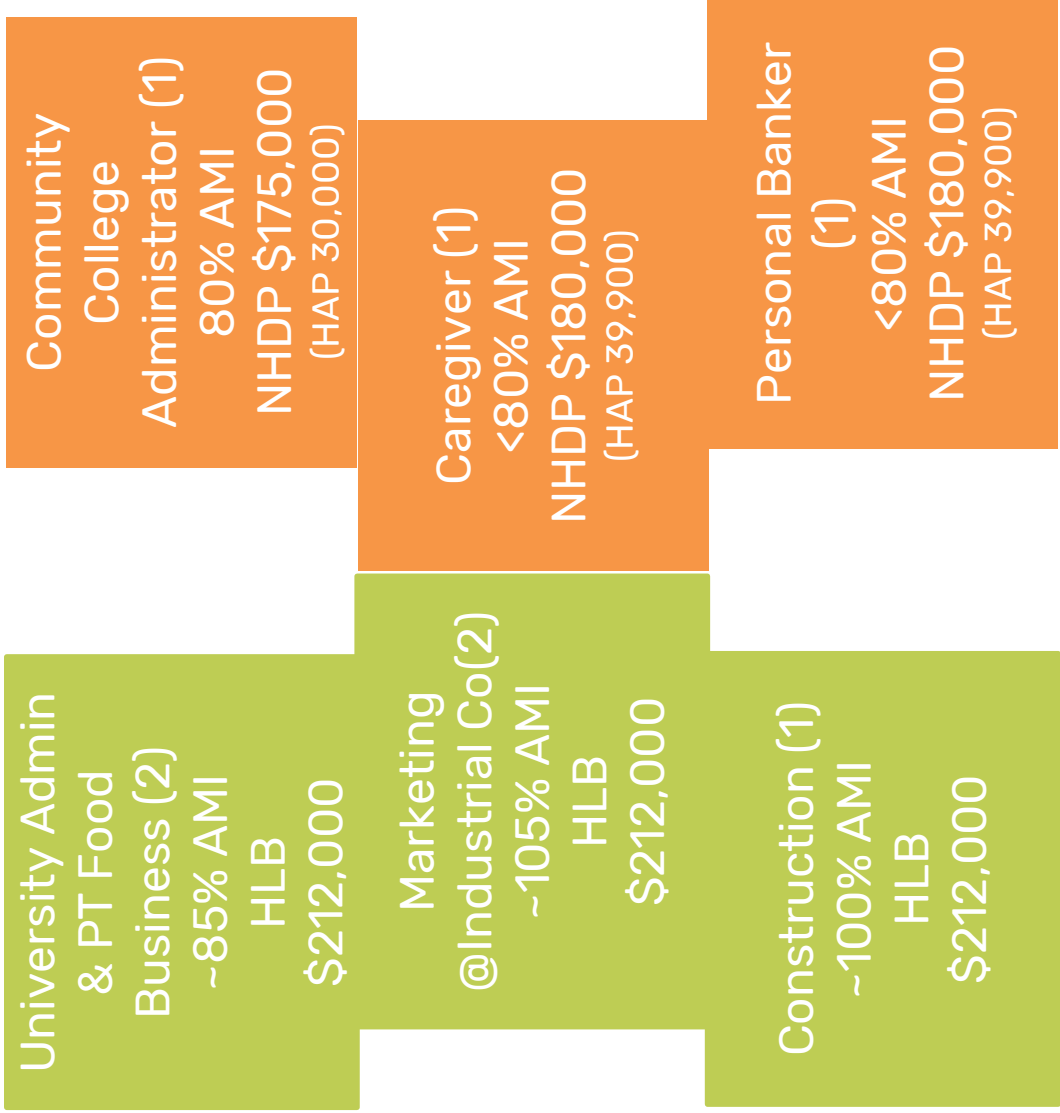 University Admin
& PT Food
Business (2)
~85% AMI
HLB
$212,000
Community
College
Administrator (1)
80% AMI
NHDP $175,000
(HAP 30,000)
Marketing
@Industrial Co(2)
~105% AMI
HLB
$212,000
Caregiver (1)
<80% AMI
NHDP $180,000
(HAP 39,900)
Construction (1)
~100% AMI
HLB
$212,000
Personal Banker
(1)
<80% AMI
NHDP $180,000
(HAP 39,900)